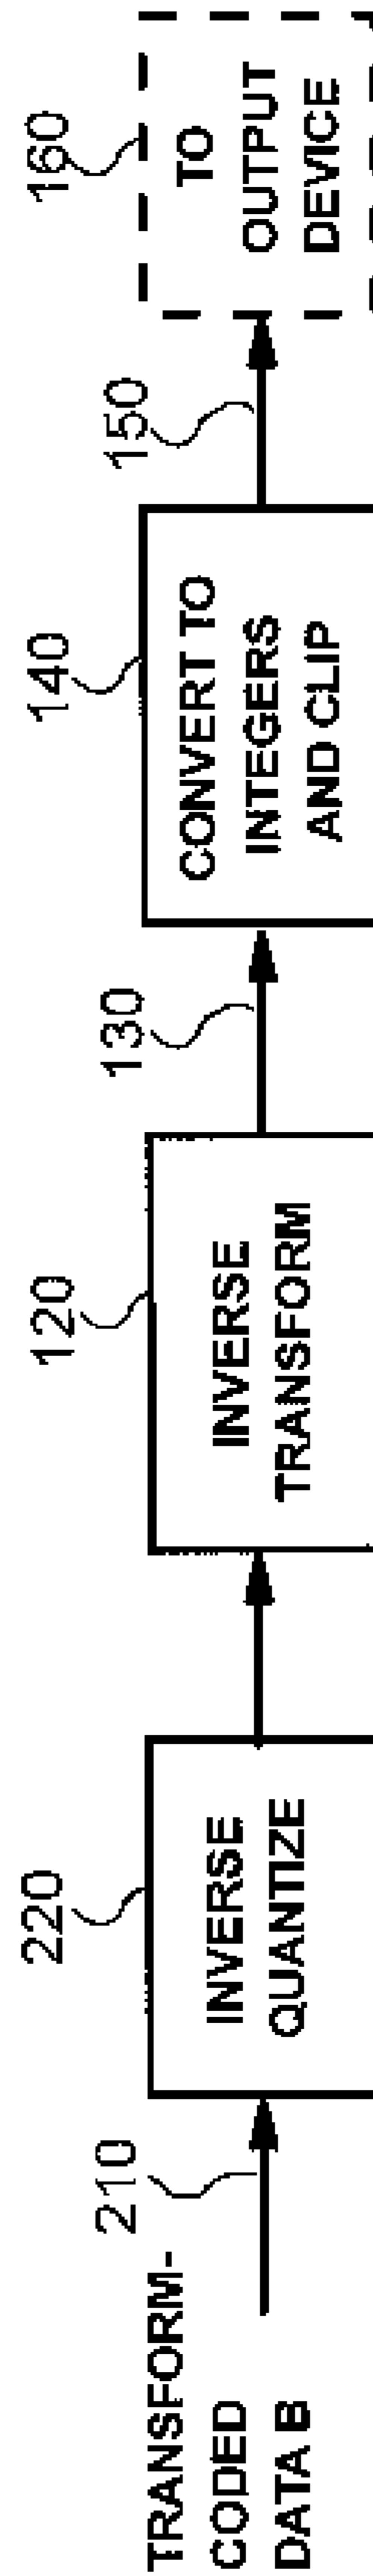 TRANSFORM-
CODED
DATA B
210
220
INVERSE
QUANTIZE
120
INVERSE
TRANSFORM
130
140
CONVERT TO
INTEGERS
AND CLIP
150
160
TO
OUTPUT
DEVICE